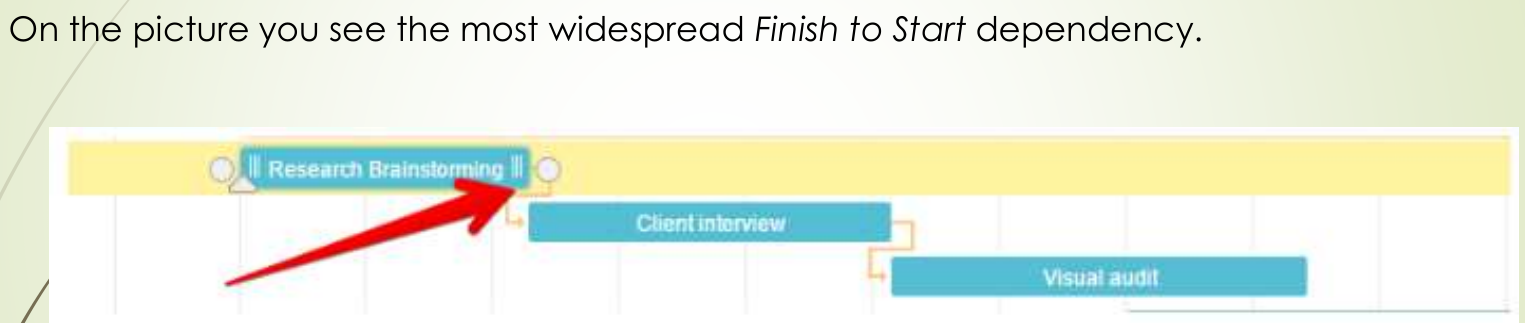 On the picture you see the most widespread Finish to Start dependency.
Research Brainstorming
Client interview
Visual audit